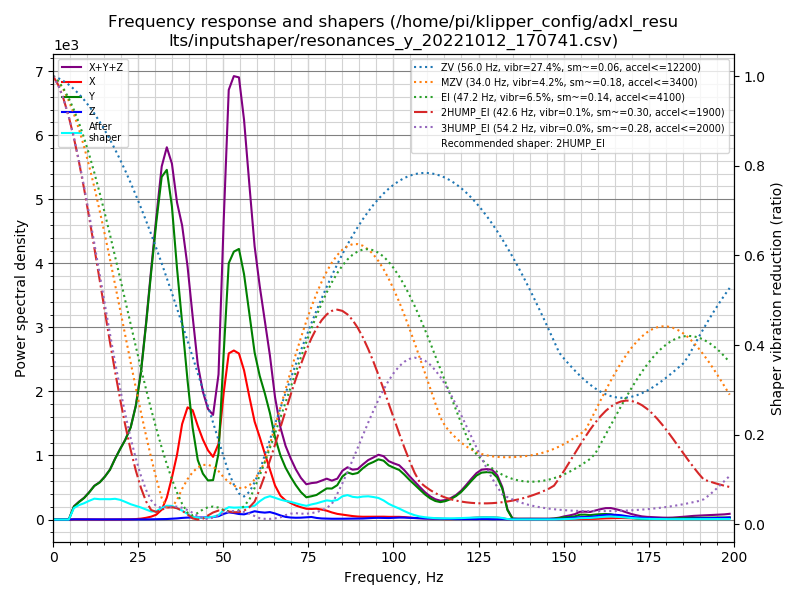 Frequency response and shapers (/home/pi/klipper_config/adxl_resu
lts/inputshaper/resonances_y_20221012_170741.csv)
1e3
X+Y+Z
X
Y
Z
After
shaper
ZV (56.0 Hz, vibr=27.4%, sm~=0.06, accel<=12200)
MZV (34.0 Hz, vibr=4.2%, sm~=0.18, accel<=3400)
EI (47.2 Hz, vibr=6.5%, sm~=0.14, accel<=4100)
2HUMP_EI (42.6 Hz, vibr=0.1%, sm~=0.30, accel<=1900)
3HUMP_EI (54.2 Hz, vibr=0.0%, sm~=0.28, accel<=2000)
Recommended shaper: 2HUMP_EI
7
6
5
4
3
2
1
0
Power spectral density
1.0
0.8
0.6
0.4
0.2
0.0
Shaper vibration reduction (ratio)
0 25 50 75 100 125 150 175 200
Frequency, Hz